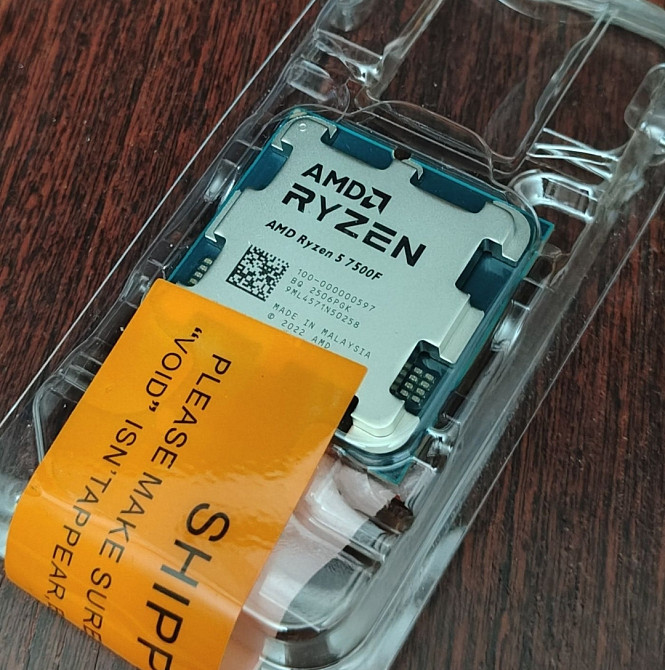 AMD
RYZEN
AMD Ryzen 5 7500F
100-000000597
BQ 2506PGK
9ML4571N50258
MADE IN MALAYSIA
© 2022 AMD
SHIPP
PLEASE MAKE SURE
"VOID" ISN'T APPEAR